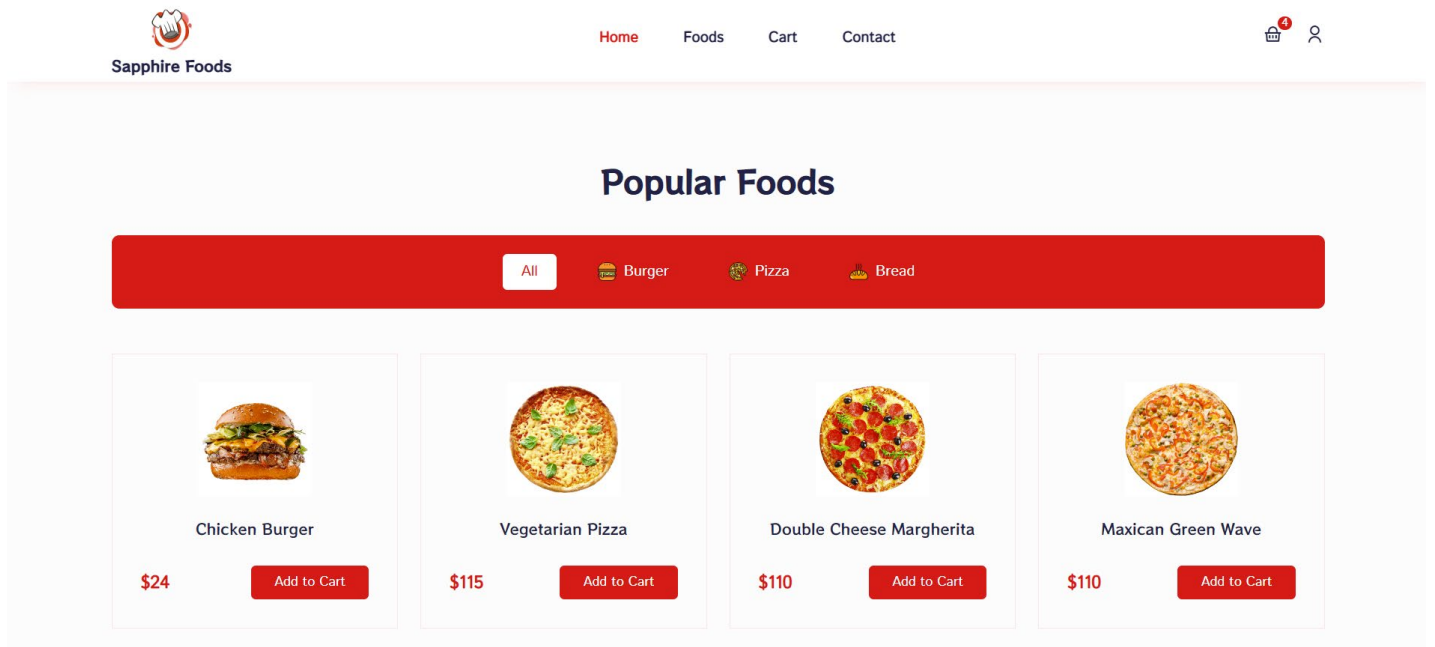 Sapphire Foods
Home Foods Cart Contact
4
Popular Foods
All Burger Pizza Bread
Chicken Burger
$24 Add to Cart
Vegetarian Pizza
$115 Add to Cart
Double Cheese Margherita
$110 Add to Cart
Maxican Green Wave
$110 Add to Cart